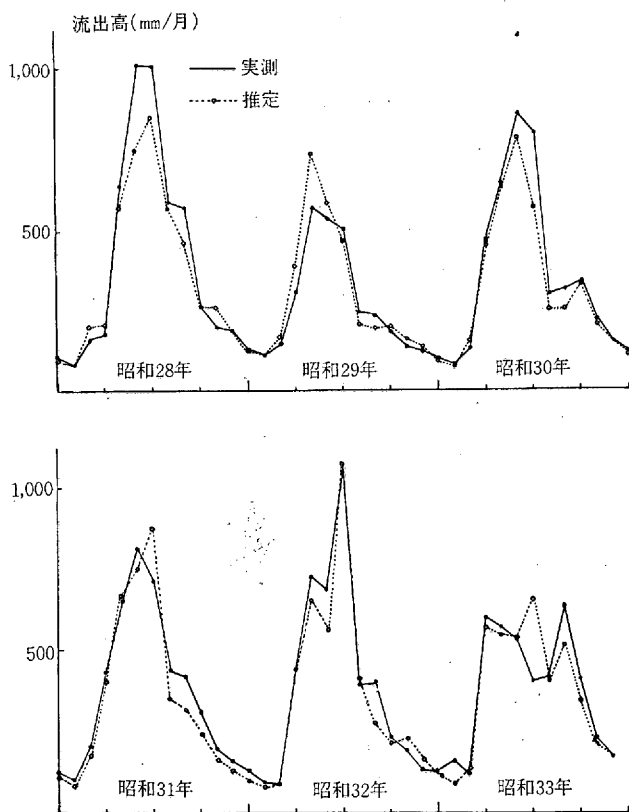 流出高(mm/月)
1,000
実測
推定
500
昭和28年
昭和29年
昭和30年
1,000
500
昭和31年
昭和32年
昭和33年